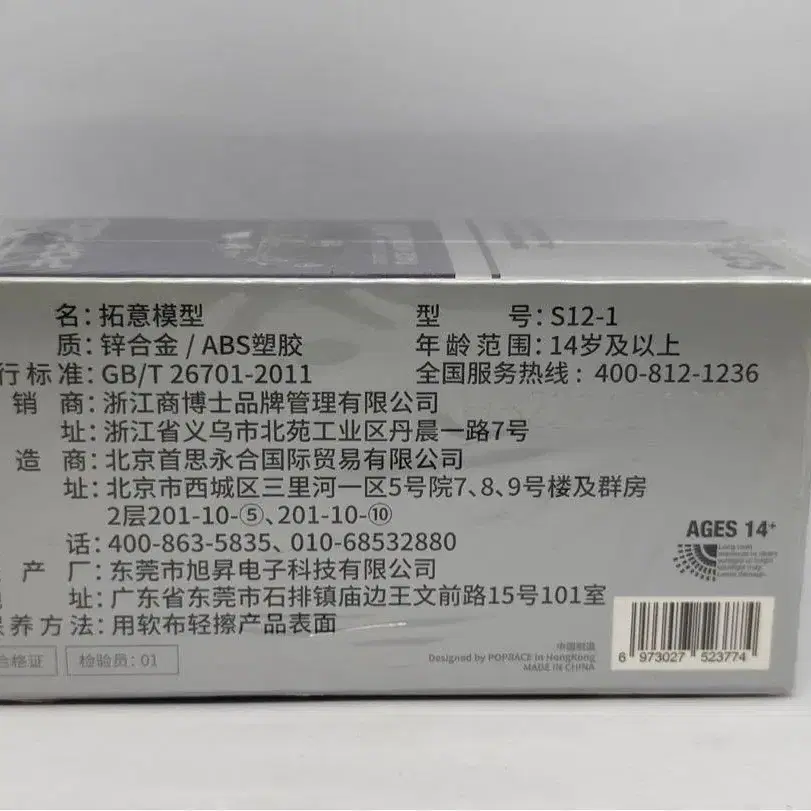 名：拓意模型 型 号：S12-1
质：锌合金 / ABS塑胶 年龄范围：14岁及以上
行标准：GB/T 26701-2011 全国服务热线：400-812-1236
销 商：浙江商博士品牌管理有限公司
址：浙江省义乌市北苑工业区丹晨一路7号
造 商：北京首思永合国际贸易有限公司
址：北京市西城区三里河一区5号院7、8、9号楼及群房
2层201-10-⑤、201-10-⑩
话：400-863-5835、010-68532880
产 厂：东莞市旭昇电子科技有限公司
址：广东省东莞市石排镇庙边王文前路15号101室
养方法：用软布轻擦产品表面
合格证 检验员：01
AGES 14+
中国制造
Designed by POPRACE in HongKong
MADE IN CHINA
6 973027 523774